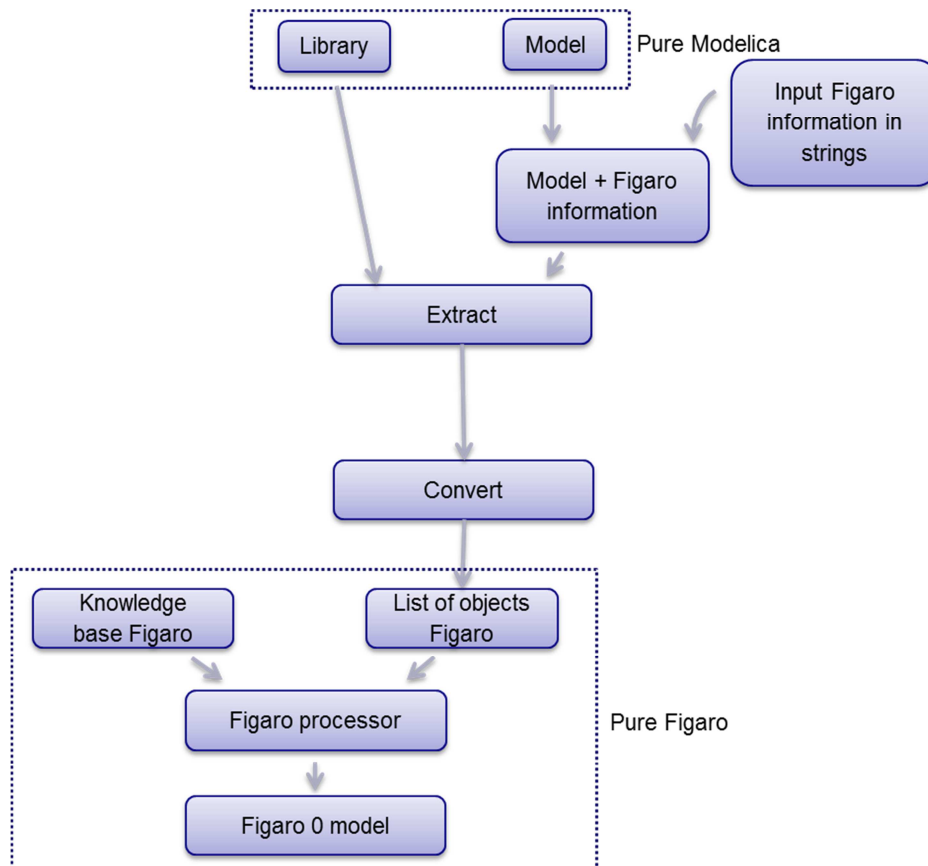 Library
Model
Pure Modelica
Input Figaro
information in
strings
Model + Figaro
information
Extract
Convert
Knowledge
base Figaro
List of objects
Figaro
Figaro processor
Pure Figaro
Figaro 0 model